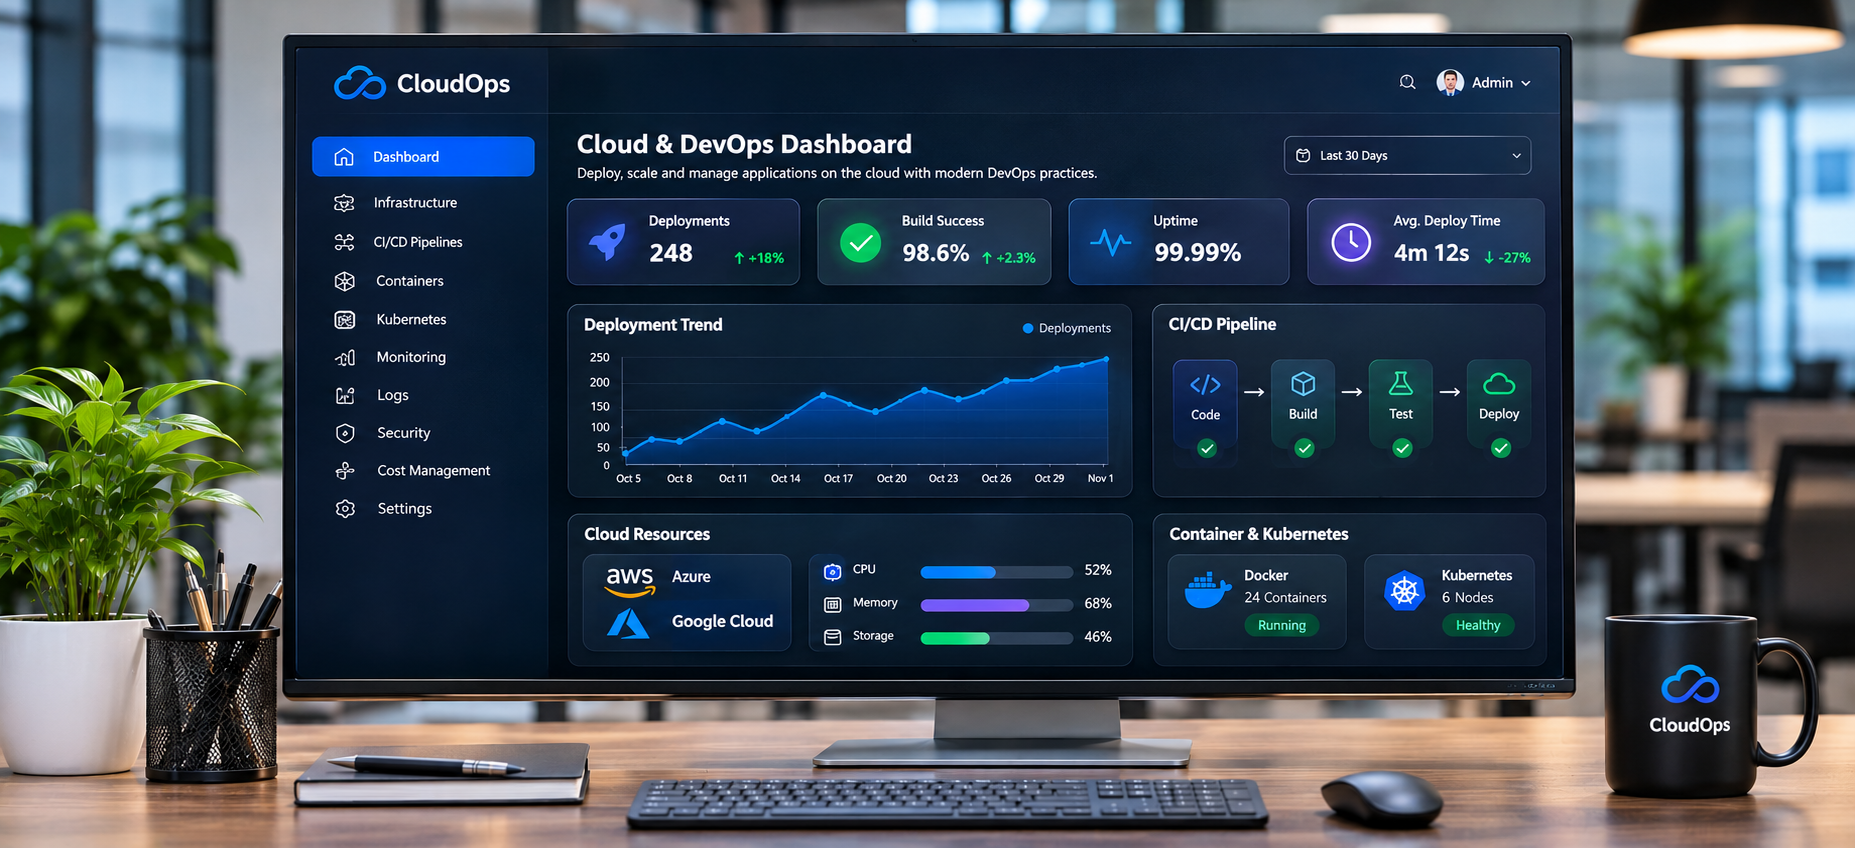 CloudOps
Admin
Dashboard
Infrastructure
CI/CD Pipelines
Containers
Kubernetes
Monitoring
Logs
Security
Cost Management
Settings
Cloud & DevOps Dashboard
Deploy, scale and manage applications on the cloud with modern DevOps practices.
Last 30 Days
Deployments
248
↑ +18%
Build Success
98.6%
↑ +2.3%
Uptime
99.99%
Avg. Deploy Time
4m 12s
↓ -27%
Deployment Trend
Deployments
250
200
150
100
50
0
Oct 5 Oct 8 Oct 11 Oct 14 Oct 17 Oct 20 Oct 23 Oct 26 Oct 29 Nov 1
CI/CD Pipeline
</>
Code
Build
Test
Deploy
Cloud Resources
aws
Azure
Google Cloud
CPU
52%
Memory
68%
Storage
46%
Container & Kubernetes
Docker
24 Containers
Running
Kubernetes
6 Nodes
Healthy
CloudOps